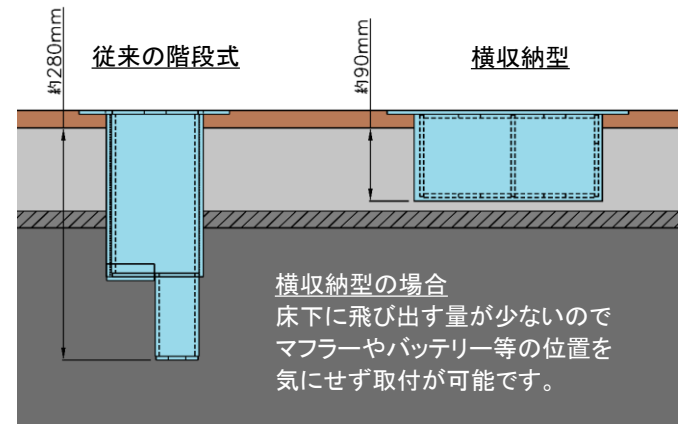 約280mm
従来の階段式
約90mm
横収納型
横収納型の場合
床下に飛び出す量が少ないので
マフラーやバッテリー等の位置を
気にせず取付が可能です。